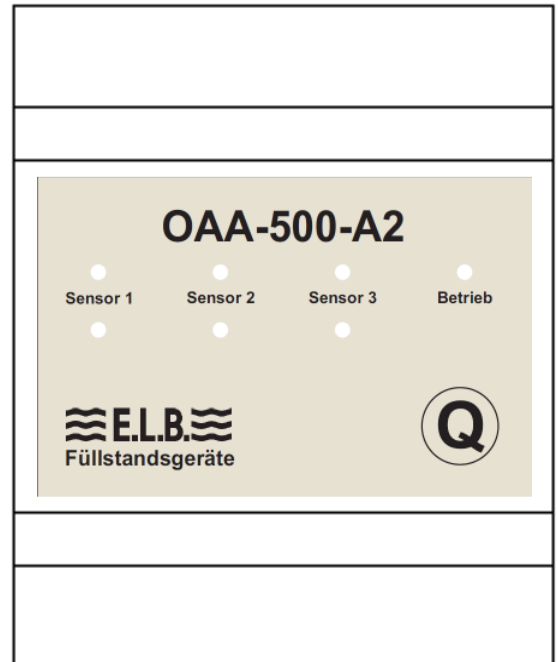 OAA-500-A2
Sensor 1 Sensor 2 Sensor 3 Betrieb
E.L.B.
Füllstandsgeräte
Q